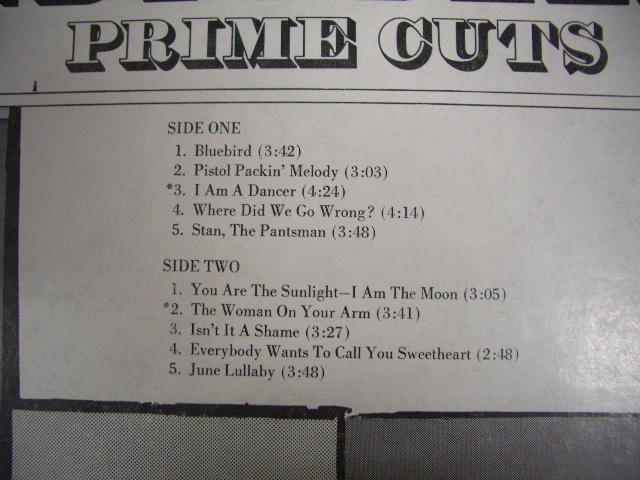 PRIME CUTS
SIDE ONE
1. Bluebird (3:42)
2. Pistol Packin' Melody (3:03)
*3. I Am A Dancer (4:24)
4. Where Did We Go Wrong? (4:14)
5. Stan, The Pantsman (3:48)
SIDE TWO
1. You Are The Sunlight—I Am The Moon (3:05)
*2. The Woman On Your Arm (3:41)
3. Isn't It A Shame (3:27)
4. Everybody Wants To Call You Sweetheart (2:48)
5. June Lullaby (3:48)